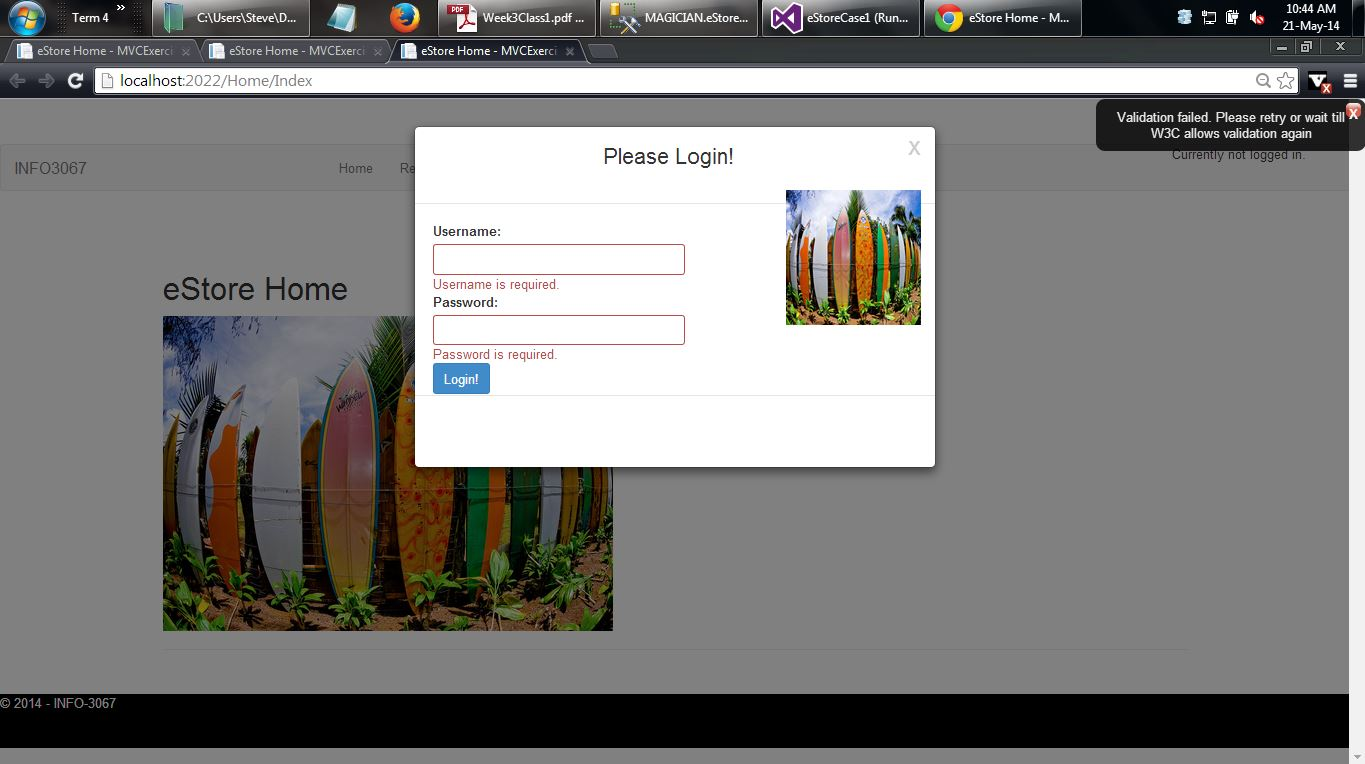 Term 4
»
C:\Users\Steve\D...
Week3Class1.pdf ...
MAGICIAN.eStore...
eStoreCase1 (Run...
eStore Home - M...
10:44 AM
21-May-14
eStore Home - MVCExerci
eStore Home - MVCExerci
eStore Home - MVCExerci
localhost:2022/Home/Index
Validation failed. Please retry or wait till
W3C allows validation again
INFO3067
Home
Re
Currently not logged in.
Please Login!
X
Username:
Username is required.
Password:
Password is required.
Login!
eStore Home
© 2014 - INFO-3067